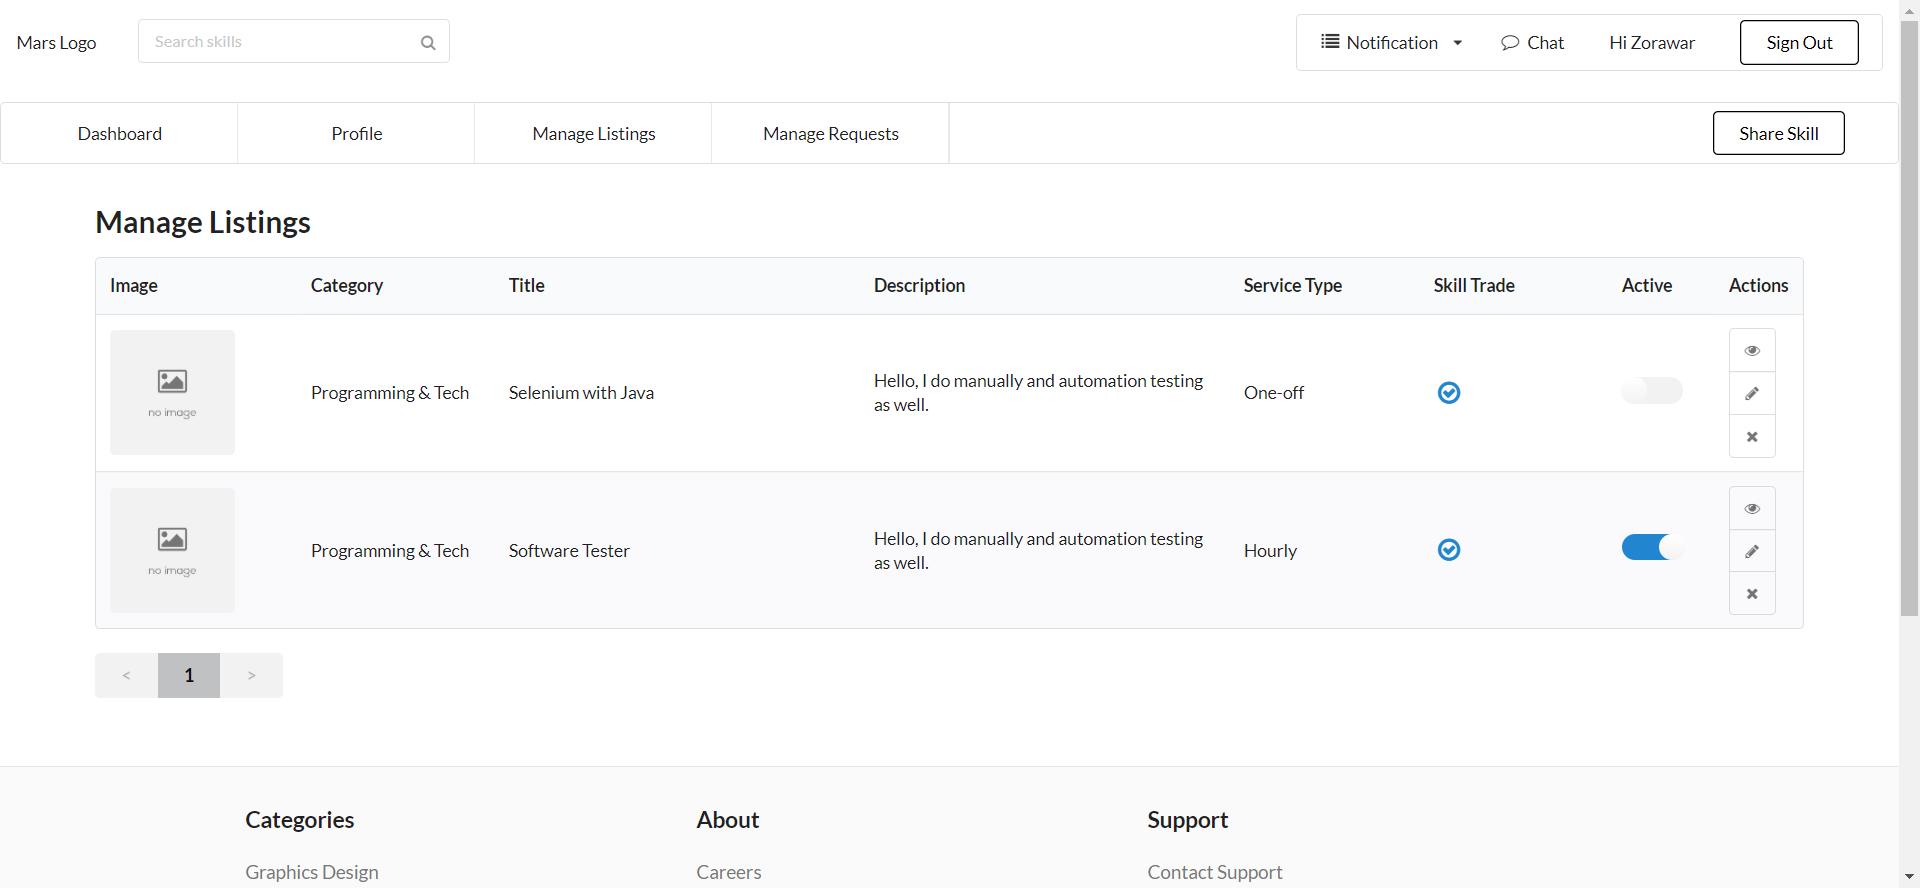 Mars Logo
Search skills
Notification
Chat
Hi Zorawar
Sign Out
Dashboard
Profile
Manage Listings
Manage Requests
Share Skill
Manage Listings
Image
Category
Title
Description
Service Type
Skill Trade
Active
Actions
no image
Programming & Tech
Selenium with Java
Hello, I do manually and automation testing
as well.
One-off
no image
Programming & Tech
Software Tester
Hello, I do manually and automation testing
as well.
Hourly
<
1
>
Categories
About
Support
Graphics Design
Careers
Contact Support